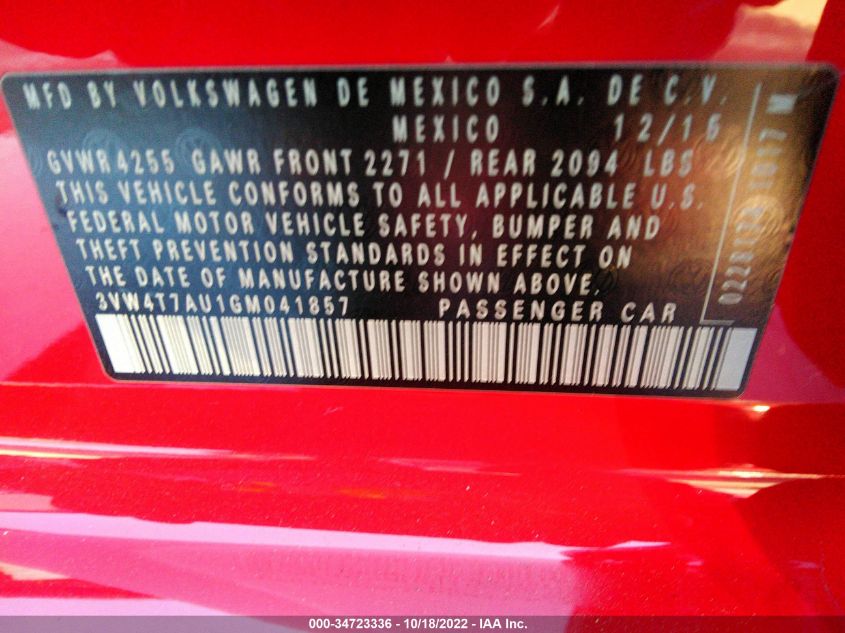 MFD BY VOLKSWAGEN DE MEXICO S.A. DE C.V.
MEXICO 12/15
GVWR 4255 GAWR FRONT 2271 / REAR 2094 LBS
THIS VEHICLE CONFORMS TO ALL APPLICABLE U.S.
FEDERAL MOTOR VEHICLE SAFETY, BUMPER AND
THEFT PREVENTION STANDARDS IN EFFECT ON
THE DATE OF MANUFACTURE SHOWN ABOVE.
3VW4T7AU1GM041857 PASSENGER CAR
000-34723336 - 10/18/2022 - IAA Inc.